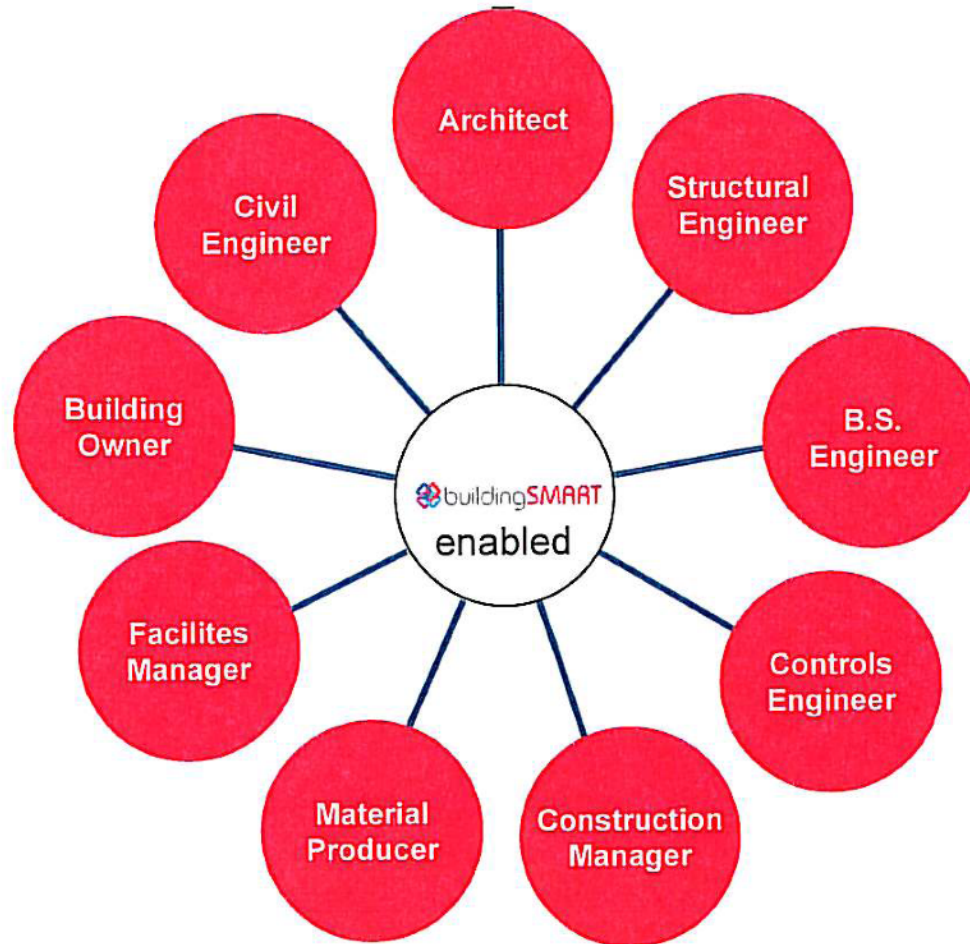 Architect
Structural
Engineer
B.S.
Engineer
Controls
Engineer
Construction
Manager
Material
Producer
Facilites
Manager
Building
Owner
Civil
Engineer
buildingSMART
enabled